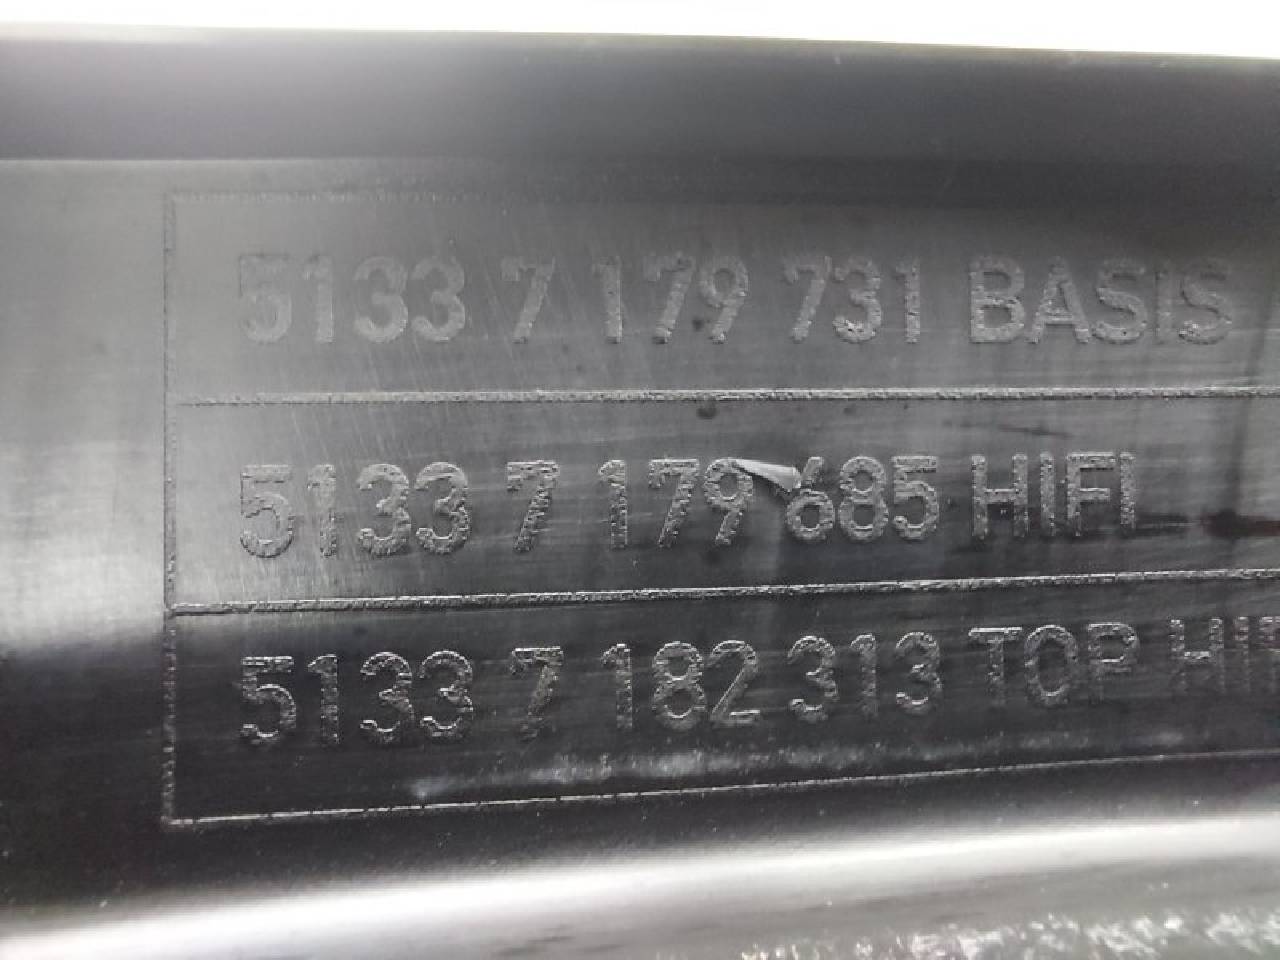 5133 7 179 731 BASIS
5133 7 179 685 HIFI
5133 7 182 313 TOP